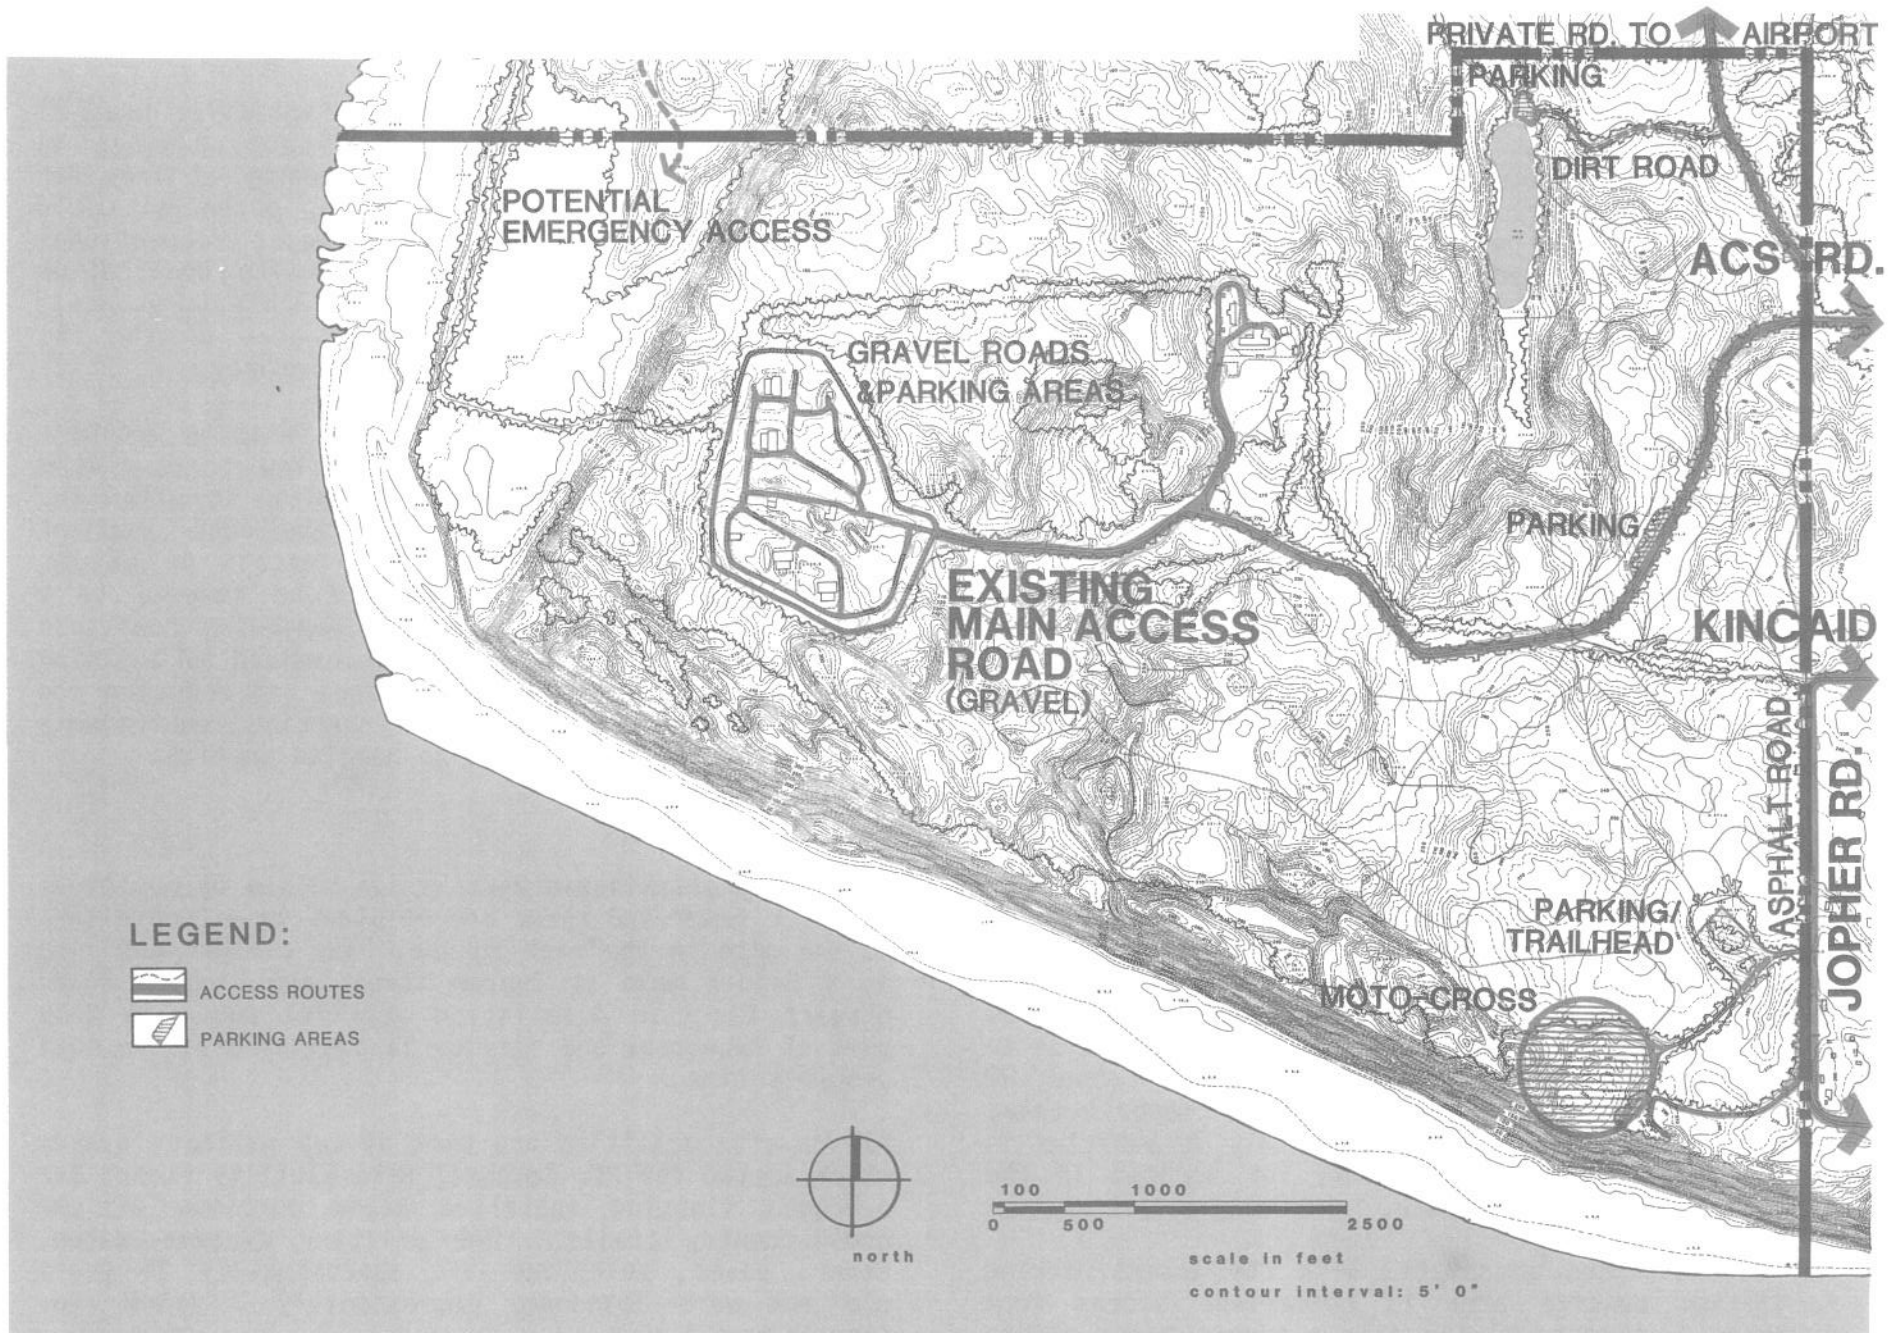 PRIVATE RD. TO AIRPORT
PARKING
DIRT ROAD
POTENTIAL
EMERGENCY ACCESS
ACS RD.
GRAVEL ROADS
&PARKING AREAS
PARKING
EXISTING
MAIN ACCESS
ROAD
(GRAVEL)
KINCAID
ASPHALT ROAD
JOPHER RD.
PARKING/
TRAILHEAD
MOTO-CROSS
LEGEND:
ACCESS ROUTES
PARKING AREAS
north
100 1000
0 500 2500
scale in feet
contour interval: 5' 0"